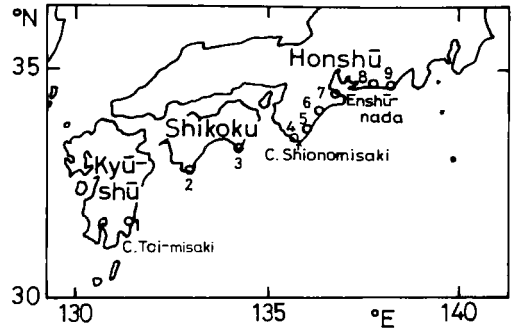 °N
35
30
130
135
°E
140
Honshū
8
9
7
Enshū-
nada
6
5
4
C. Shionomisaki
Shikoku
3
2
Kyū-
shū
1
C. Toi-misaki